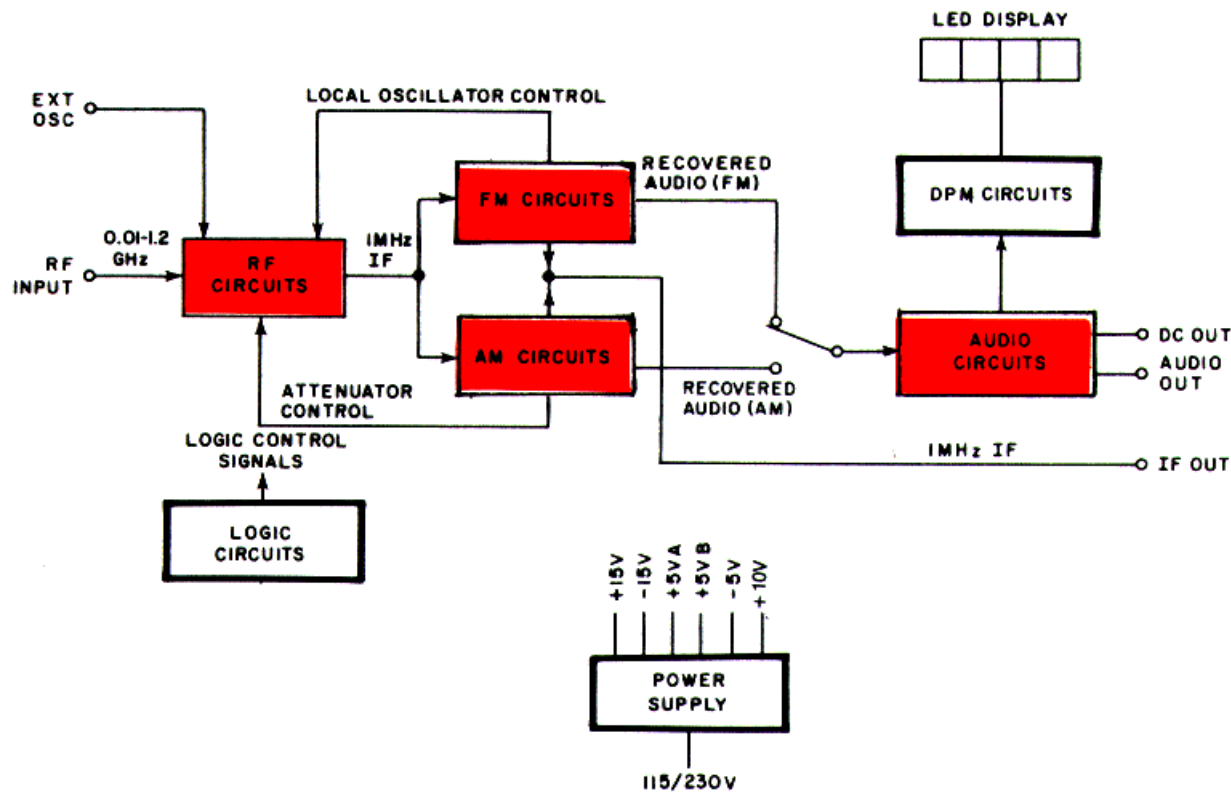 LED DISPLAY
EXT
OSC
LOCAL OSCILLATOR CONTROL
RECOVERED
AUDIO (FM)
FM CIRCUITS
DPM CIRCUITS
0.01-1.2
GHz
RF
INPUT
RF
CIRCUITS
1MHz
IF
AM CIRCUITS
AUDIO
CIRCUITS
DC OUT
AUDIO
OUT
ATTENUATOR
CONTROL
RECOVERED
AUDIO (AM)
LOGIC CONTROL
SIGNALS
1MHz IF
IF OUT
LOGIC
CIRCUITS
+15V
-15V
+5VA
+5VB
-5V
+10V
POWER
SUPPLY
115/230V